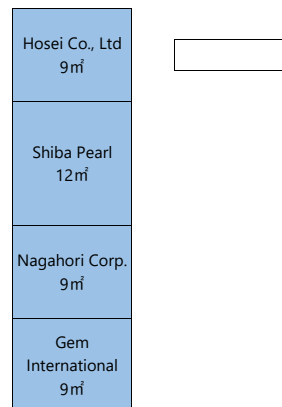 Hosei Co., Ltd
9㎡
Shiba Pearl
12㎡
Nagahori Corp.
9㎡
Gem
International
9㎡